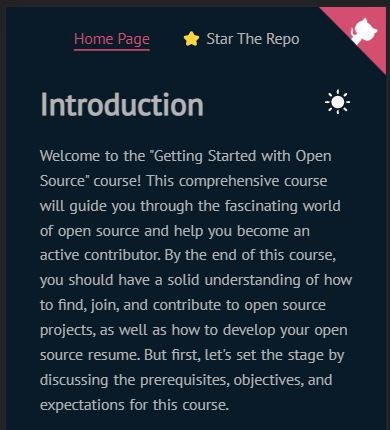 Home Page
Star The Repo
Introduction
Welcome to the "Getting Started with Open
Source" course! This comprehensive course
will guide you through the fascinating world
of open source and help you become an
active contributor. By the end of this course,
you should have a solid understanding of how
to find, join, and contribute to open source
projects, as well as how to develop your open
source resume. But first, let's set the stage by
discussing the prerequisites, objectives, and
expectations for this course.